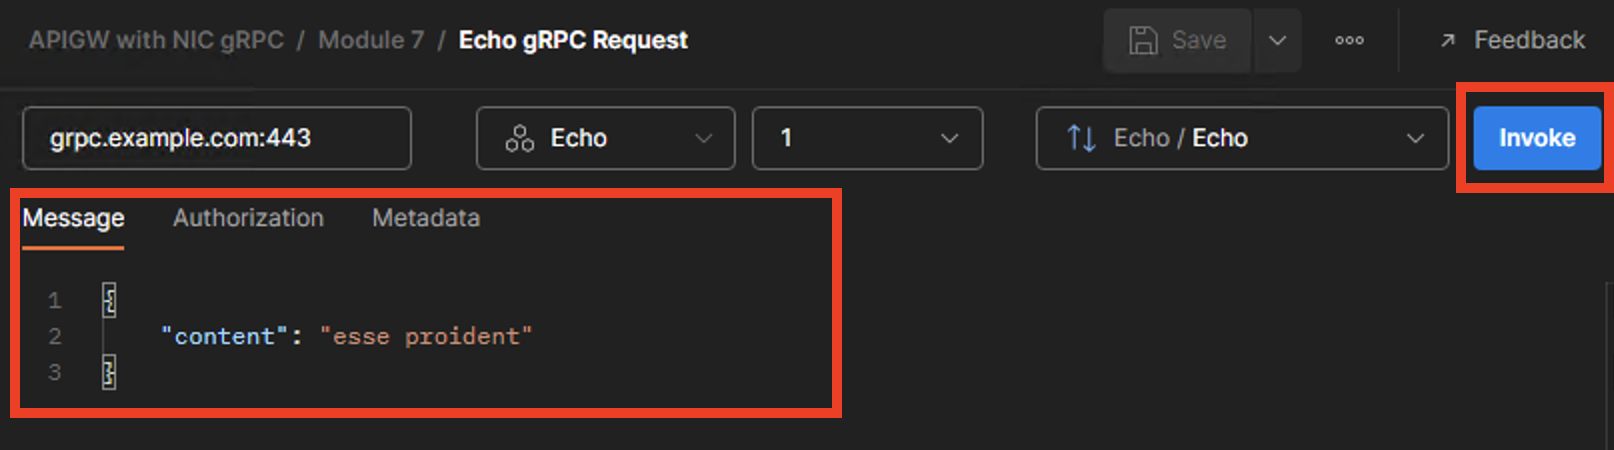 APIGW with NIC gRPC / Module 7 / Echo gRPC Request
Save
Feedback
grpc.example.com:443
Echo
1
Echo / Echo
Invoke
Message Authorization Metadata
1 {
2 "content": "esse proident"
3 }